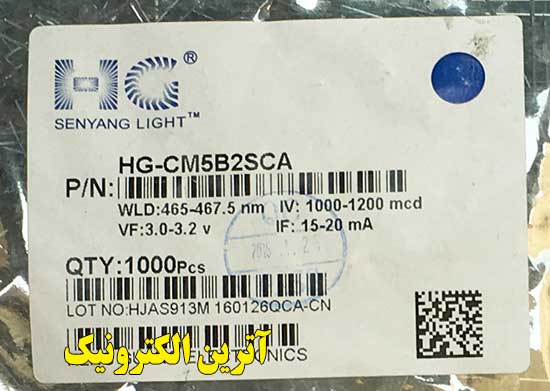 HG®
SENYANG LIGHT™
HG-CM5B2SCA
P/N:
WLD:465-467.5 nm IV: 1000-1200 mcd
VF:3.0-3.2 v IF: 15-20 mA
QTY:1000Pcs
LOT NO:HJAS913M 160126QCA-CN
آترین الکترونیک